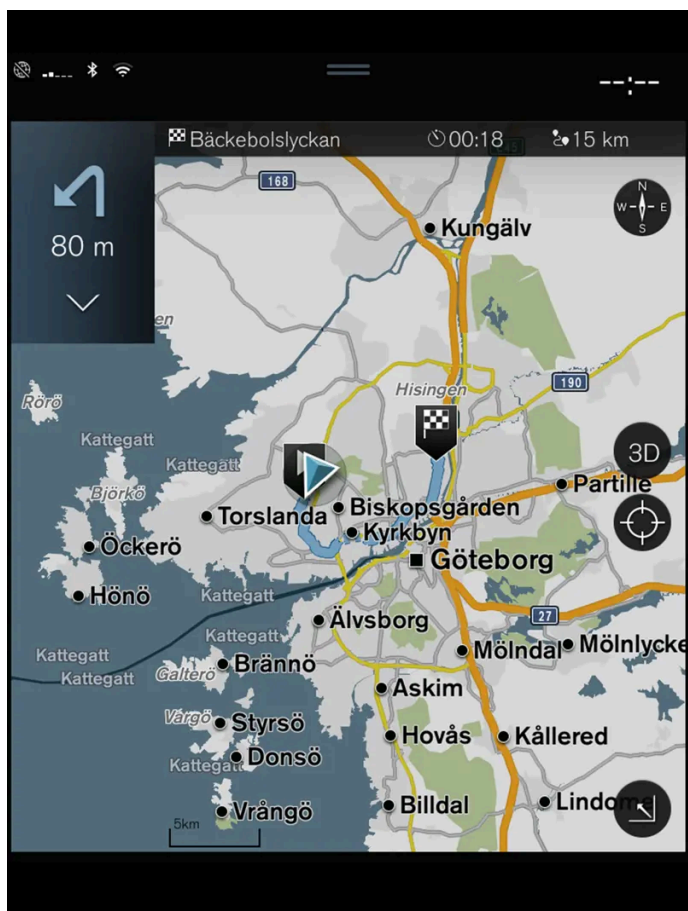 --:--
Bäckebolslyckan 00:18 15 km
80 m
168
N
W E
S
Kungälv
190
Hisingen
Rörö
Kattegatt
Kattegatt
3D
Björkö
Partille
Torslanda
Biskopsgården
Kyrkbyn
Öckerö
Göteborg
Hönö
Kattegatt
27
Älvsborg
Kattegatt
Mölndal
Mölnlycke
Kattegatt
Brännö
Galterö
Kattegatt
Askim
Vargö
Styrsö
Hovås
Kållered
Donsö
Kattegatt
Billdal
Lindome
Vrångö
5km